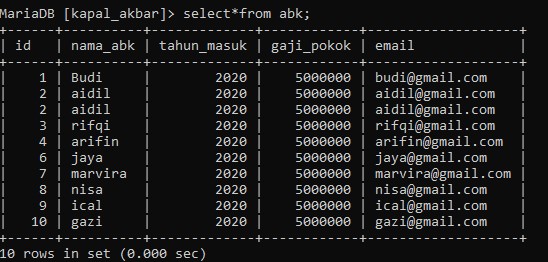 MariaDB [kapal_akbar]> select*from abk;
+------+----------+-------------+------------+-------------------+
| id   | nama_abk | tahun_masuk | gaji_pokok | email             |
+------+----------+-------------+------------+-------------------+
|    1 | Budi     |        2020 |    5000000 | budi@gmail.com    |
|    2 | aidil    |        2020 |    5000000 | aidil@gmail.com   |
|    2 | aidil    |        2020 |    5000000 | aidil@gmail.com   |
|    3 | rifqi    |        2020 |    5000000 | rifqi@gmail.com   |
|    4 | arifin   |        2020 |    5000000 | arifin@gmail.com  |
|    6 | jaya     |        2020 |    5000000 | jaya@gmail.com    |
|    7 | marvira  |        2020 |    5000000 | marvira@gmail.com |
|    8 | nisa     |        2020 |    5000000 | nisa@gmail.com    |
|    9 | ical     |        2020 |    5000000 | ical@gmail.com    |
|   10 | gazi     |        2020 |    5000000 | gazi@gmail.com    |
+------+----------+-------------+------------+-------------------+
10 rows in set (0.000 sec)